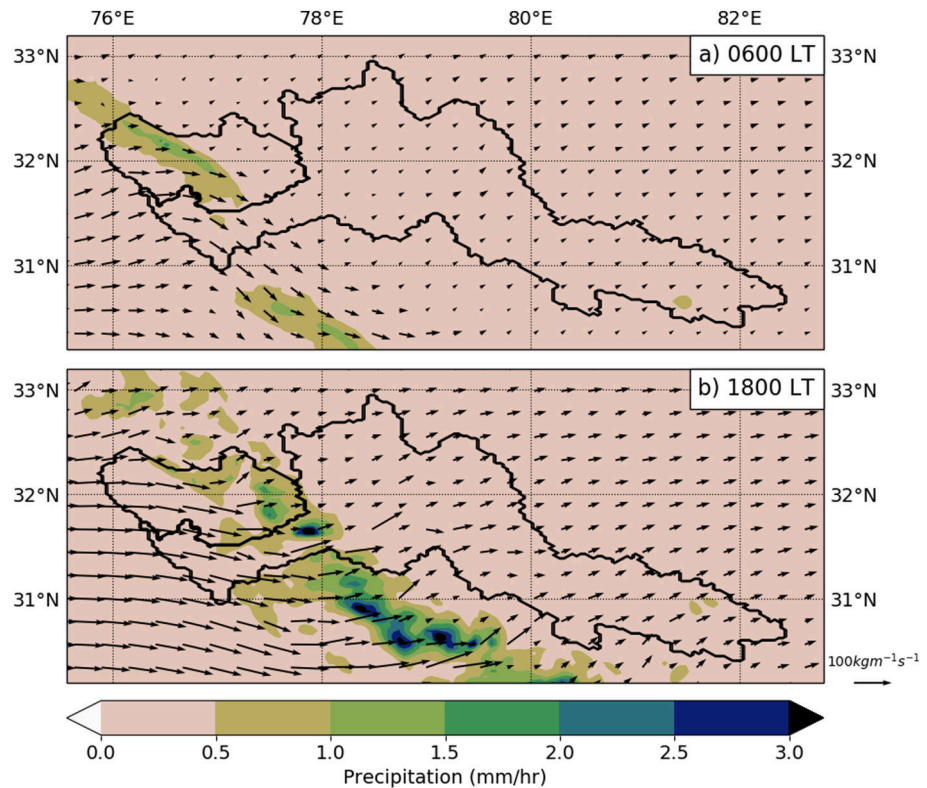 76°E 78°E 80°E 82°E
33°N a) 0600 LT 33°N
32°N 32°N
31°N 31°N
33°N b) 1800 LT 33°N
32°N 32°N
31°N 31°N
100kgm⁻¹s⁻¹
0.0 0.5 1.0 1.5 2.0 2.5 3.0
Precipitation (mm/hr)